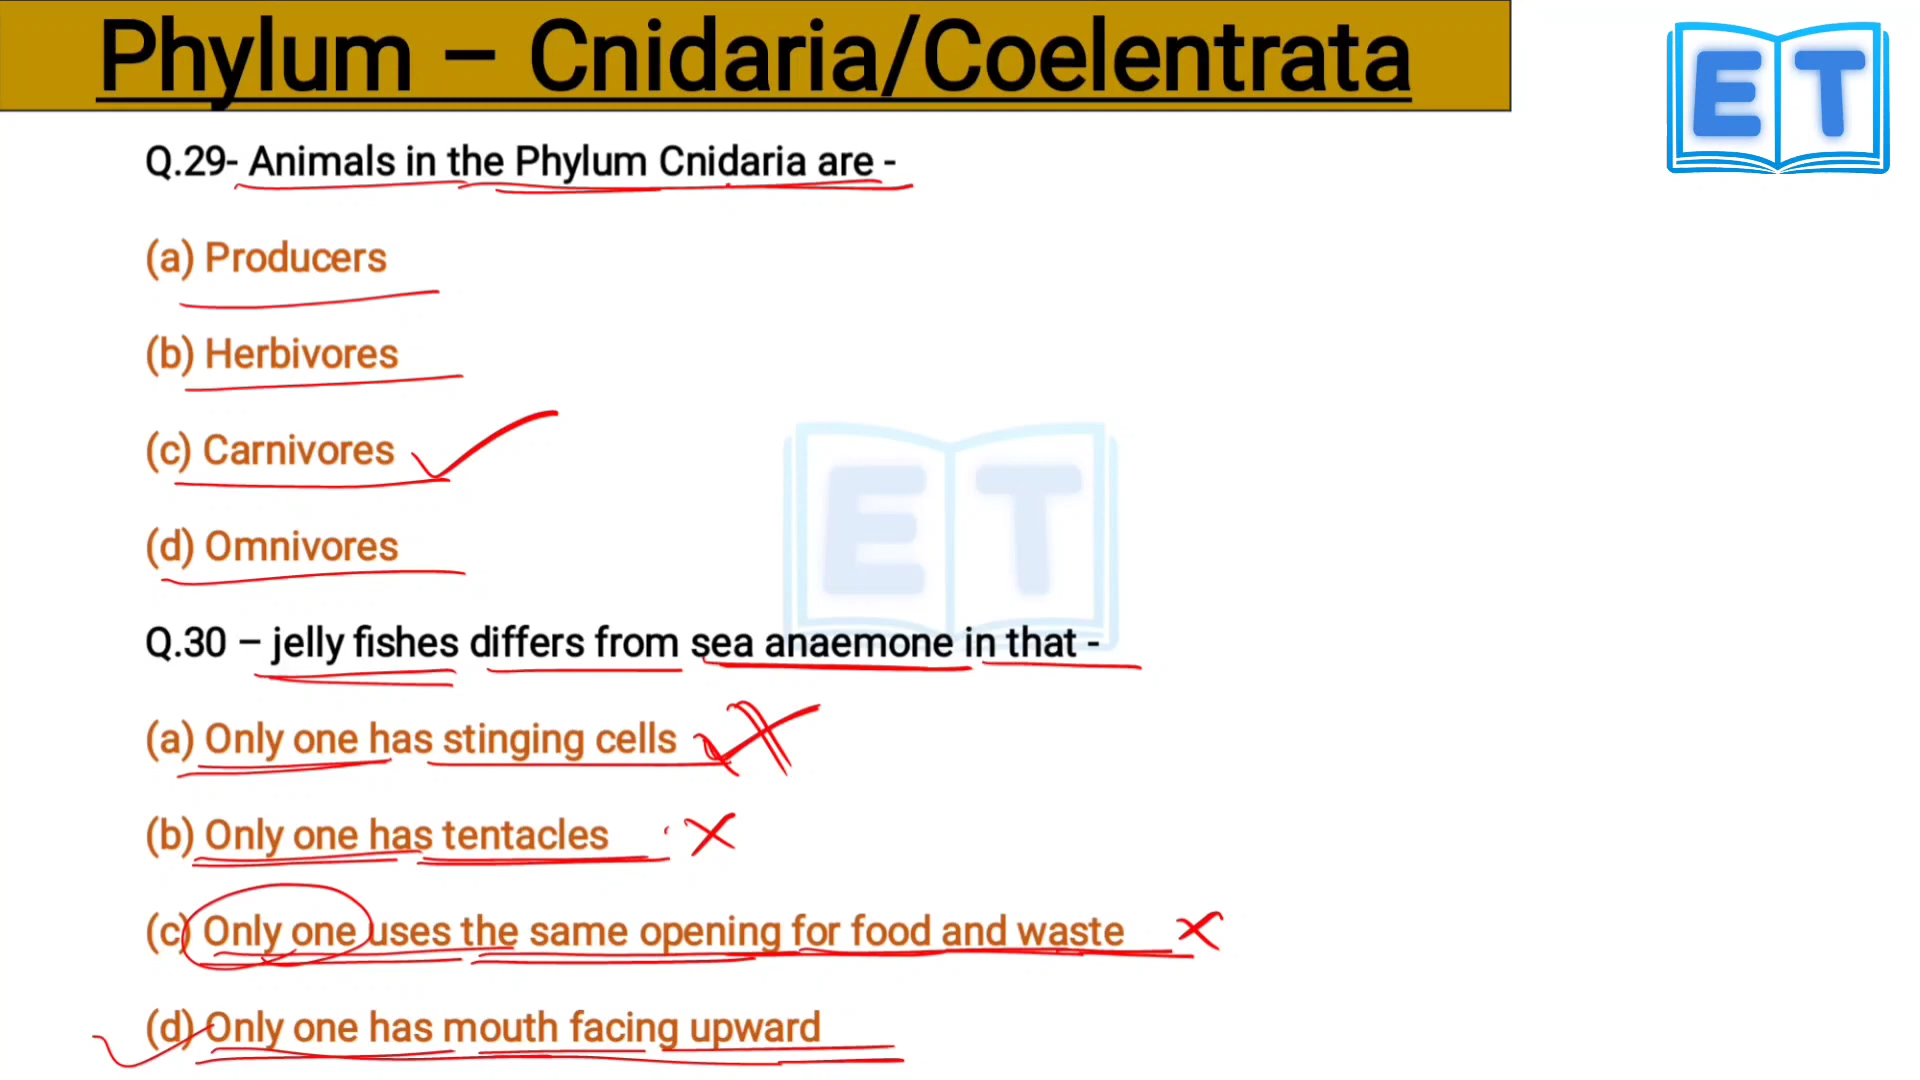 Phylum – Cnidaria/Coelentrata
ET
Q.29- Animals in the Phylum Cnidaria are -
(a) Producers
(b) Herbivores
(c) Carnivores
(d) Omnivores
ET
Q.30 – jelly fishes differs from sea anaemone in that -
(a) Only one has stinging cells
(b) Only one has tentacles
(c) Only one uses the same opening for food and waste
(d) Only one has mouth facing upward